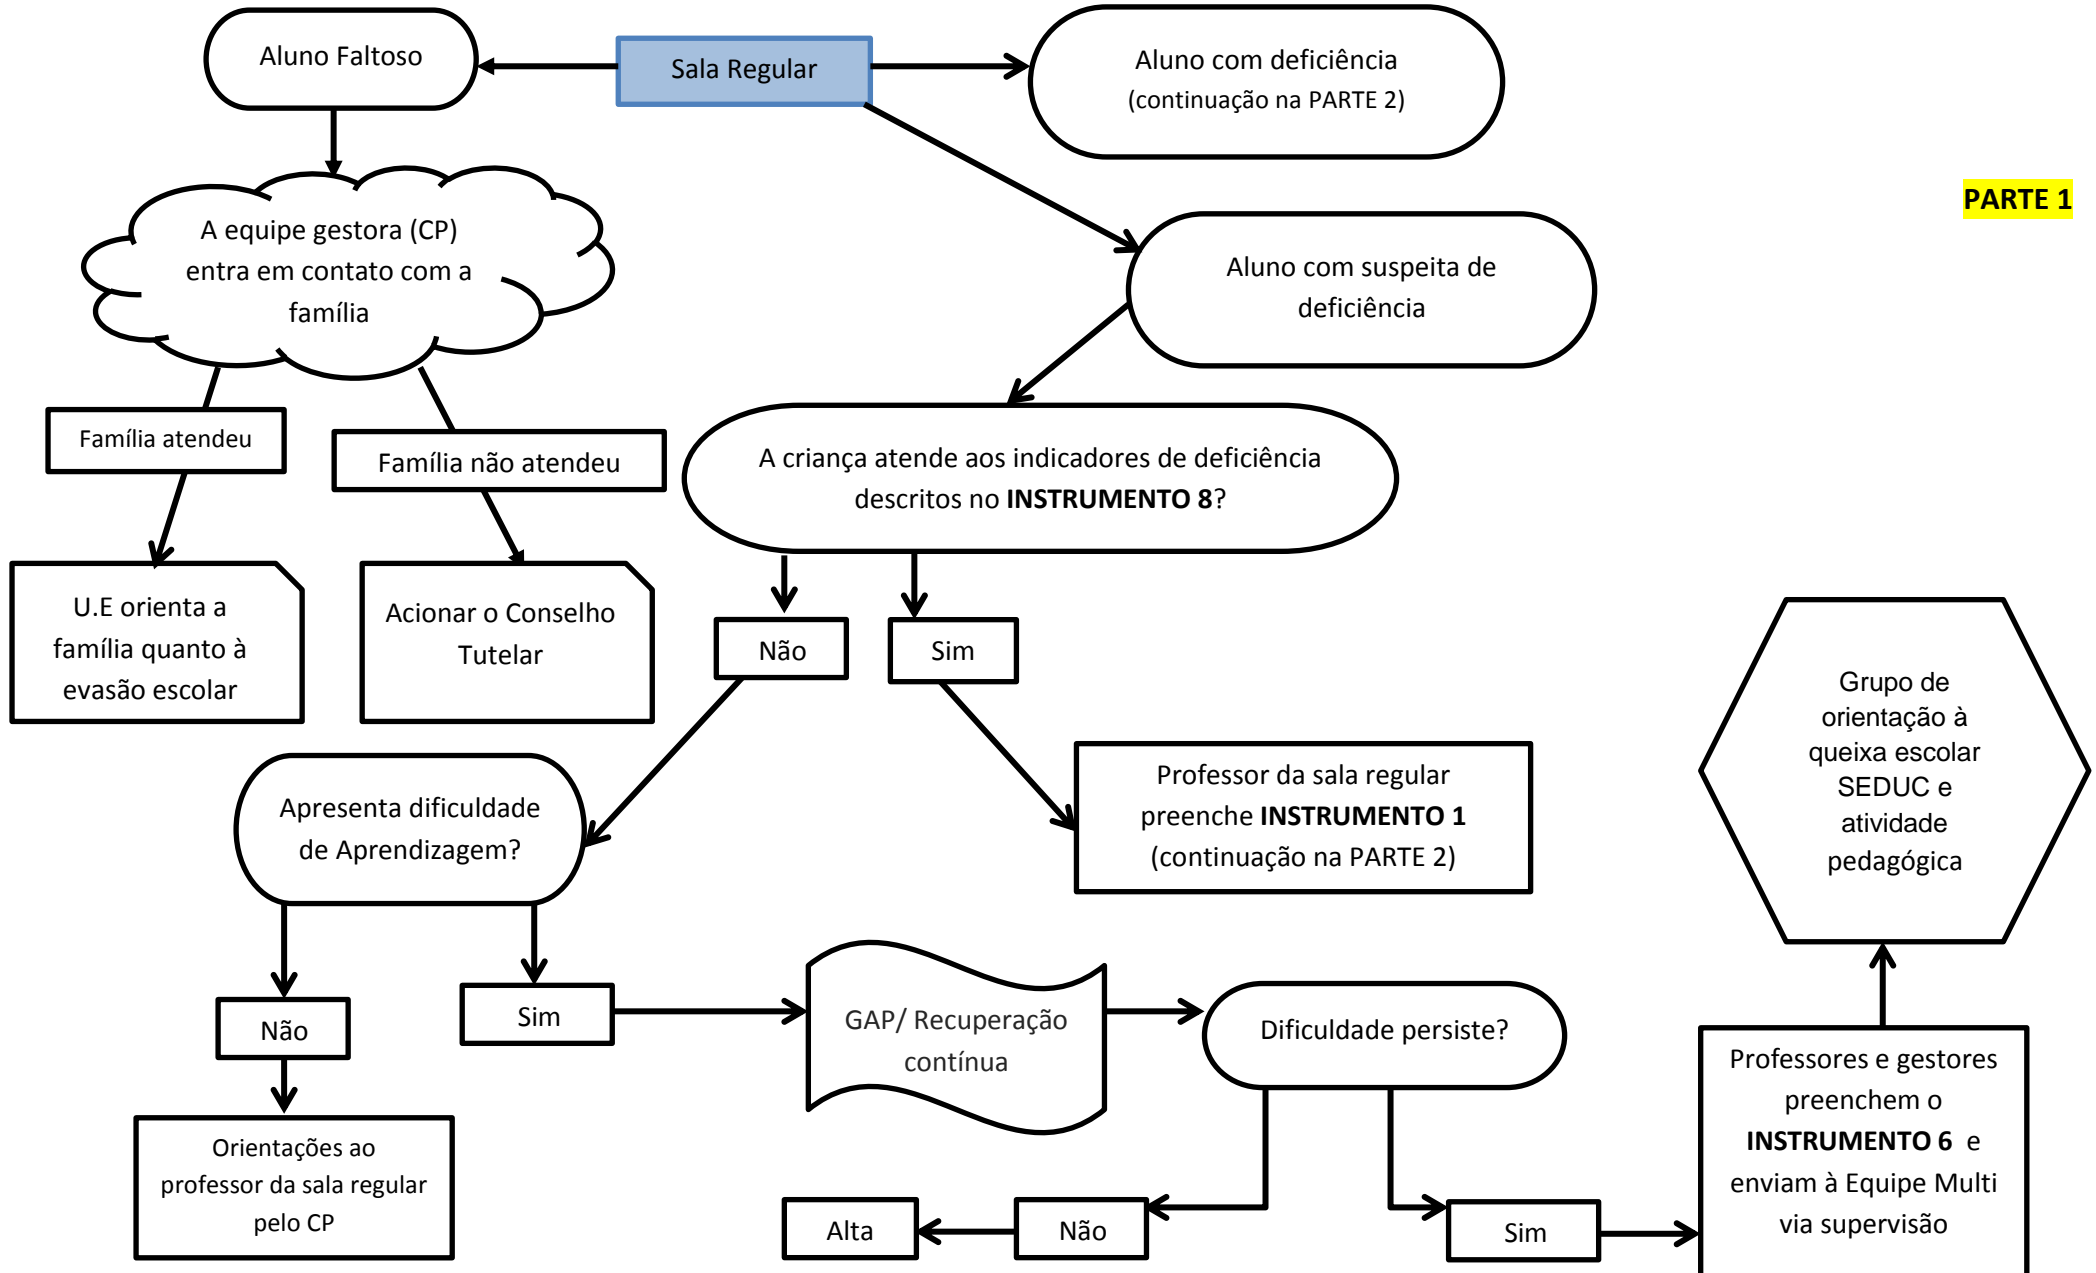 Aluno Faltoso
Sala Regular
Aluno com deficiência
(continuação na PARTE 2)
PARTE 1
A equipe gestora (CP)
entra em contato com a
família
Aluno com suspeita de
deficiência
Família atendeu
Família não atendeu
A criança atende aos indicadores de deficiência
descritos no INSTRUMENTO 8?
U.E orienta a
família quanto à
evasão escolar
Acionar o Conselho
Tutelar
Não
Sim
Grupo de
orientação à
queixa escolar
SEDUC e
atividade
pedagógica
Apresenta dificuldade
de Aprendizagem?
Professor da sala regular
preenche INSTRUMENTO 1
(continuação na PARTE 2)
Não
Sim
GAP/ Recuperação
contínua
Dificuldade persiste?
Professores e gestores
preenchem o
INSTRUMENTO 6 e
enviam à Equipe Multi
via supervisão
Orientações ao
professor da sala regular
pelo CP
Alta
Não
Sim